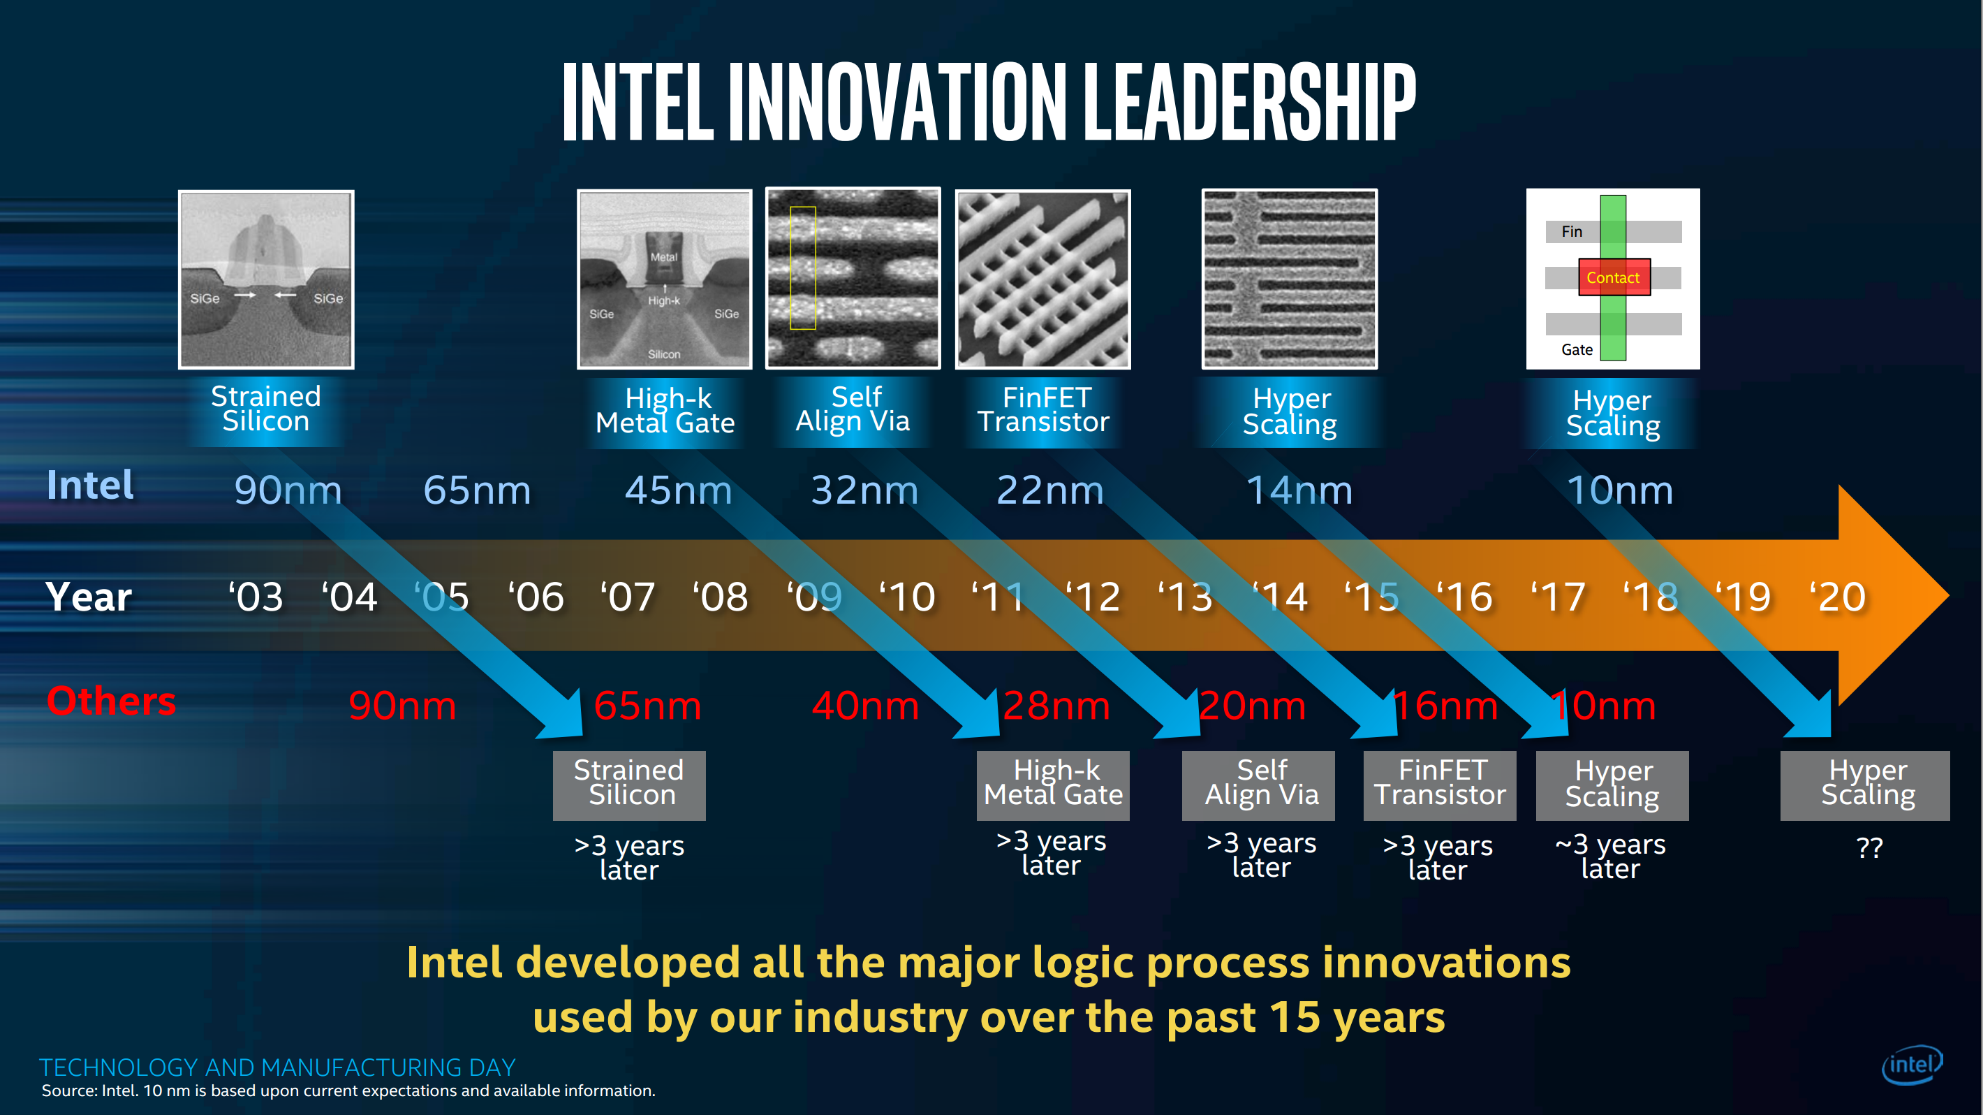 INTEL INNOVATION LEADERSHIP
SiGe
SiGe
Metal
High-k
SiGe
SiGe
Silicon
Fin
Contact
Gate
Strained
Silicon
High-k
Metal Gate
Self
Align Via
FinFET
Transistor
Hyper
Scaling
Hyper
Scaling
Intel 90nm 65nm 45nm 32nm 22nm 14nm 10nm
Year ‘03 ‘04 ‘05 ‘06 ‘07 ‘08 ‘09 ‘10 ‘11 ‘12 ‘13 ‘14 ‘15 ‘16 ‘17 ‘18 ‘19 ‘20
Others 90nm 65nm 40nm 28nm 20nm 16nm 10nm
Strained
Silicon
>3 years
later
High-k
Metal Gate
>3 years
later
Self
Align Via
>3 years
later
FinFET
Transistor
>3 years
later
Hyper
Scaling
~3 years
later
Hyper
Scaling
??
Intel developed all the major logic process innovations
used by our industry over the past 15 years
TECHNOLOGY AND MANUFACTURING DAY
Source: Intel. 10 nm is based upon current expectations and available information.
intel